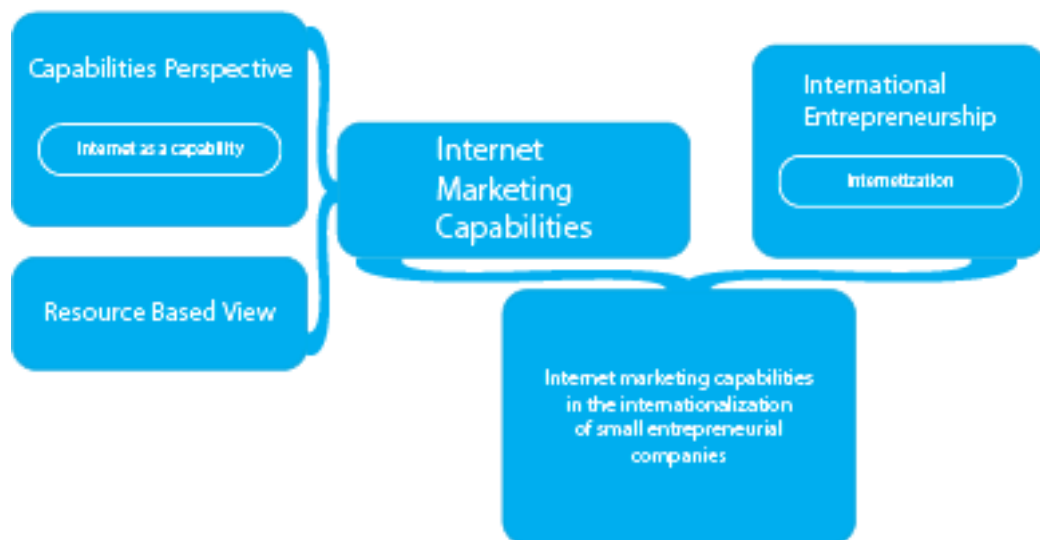 Capabilities Perspective
Internet as a capability
Resource Based View
Internet
Marketing
Capabilities
International
Entrepreneurship
Internetization
Internet marketing capabilities
in the internationalization
of small entrepreneurial
companies